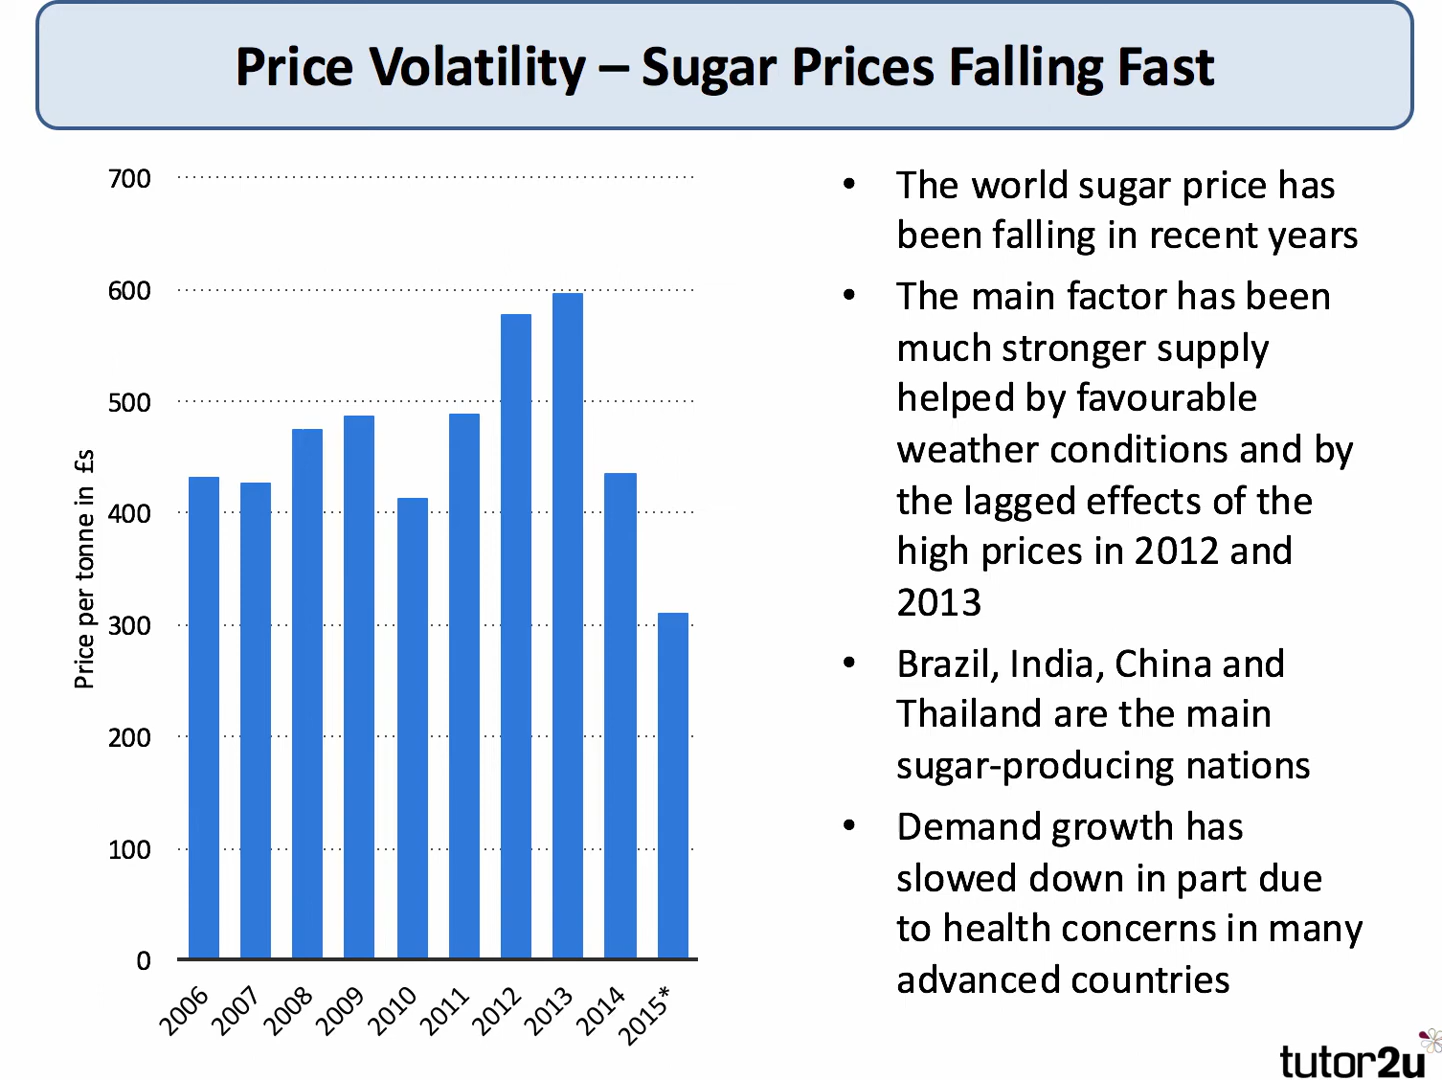 Price Volatility – Sugar Prices Falling Fast
700
600
500
400
300
200
100
0
Price per tonne in £s
2006
2007
2008
2009
2010
2011
2012
2013
2014
2015*
• The world sugar price has
been falling in recent years
• The main factor has been
much stronger supply
helped by favourable
weather conditions and by
the lagged effects of the
high prices in 2012 and
2013
• Brazil, India, China and
Thailand are the main
sugar-producing nations
• Demand growth has
slowed down in part due
to health concerns in many
advanced countries
tutor2u